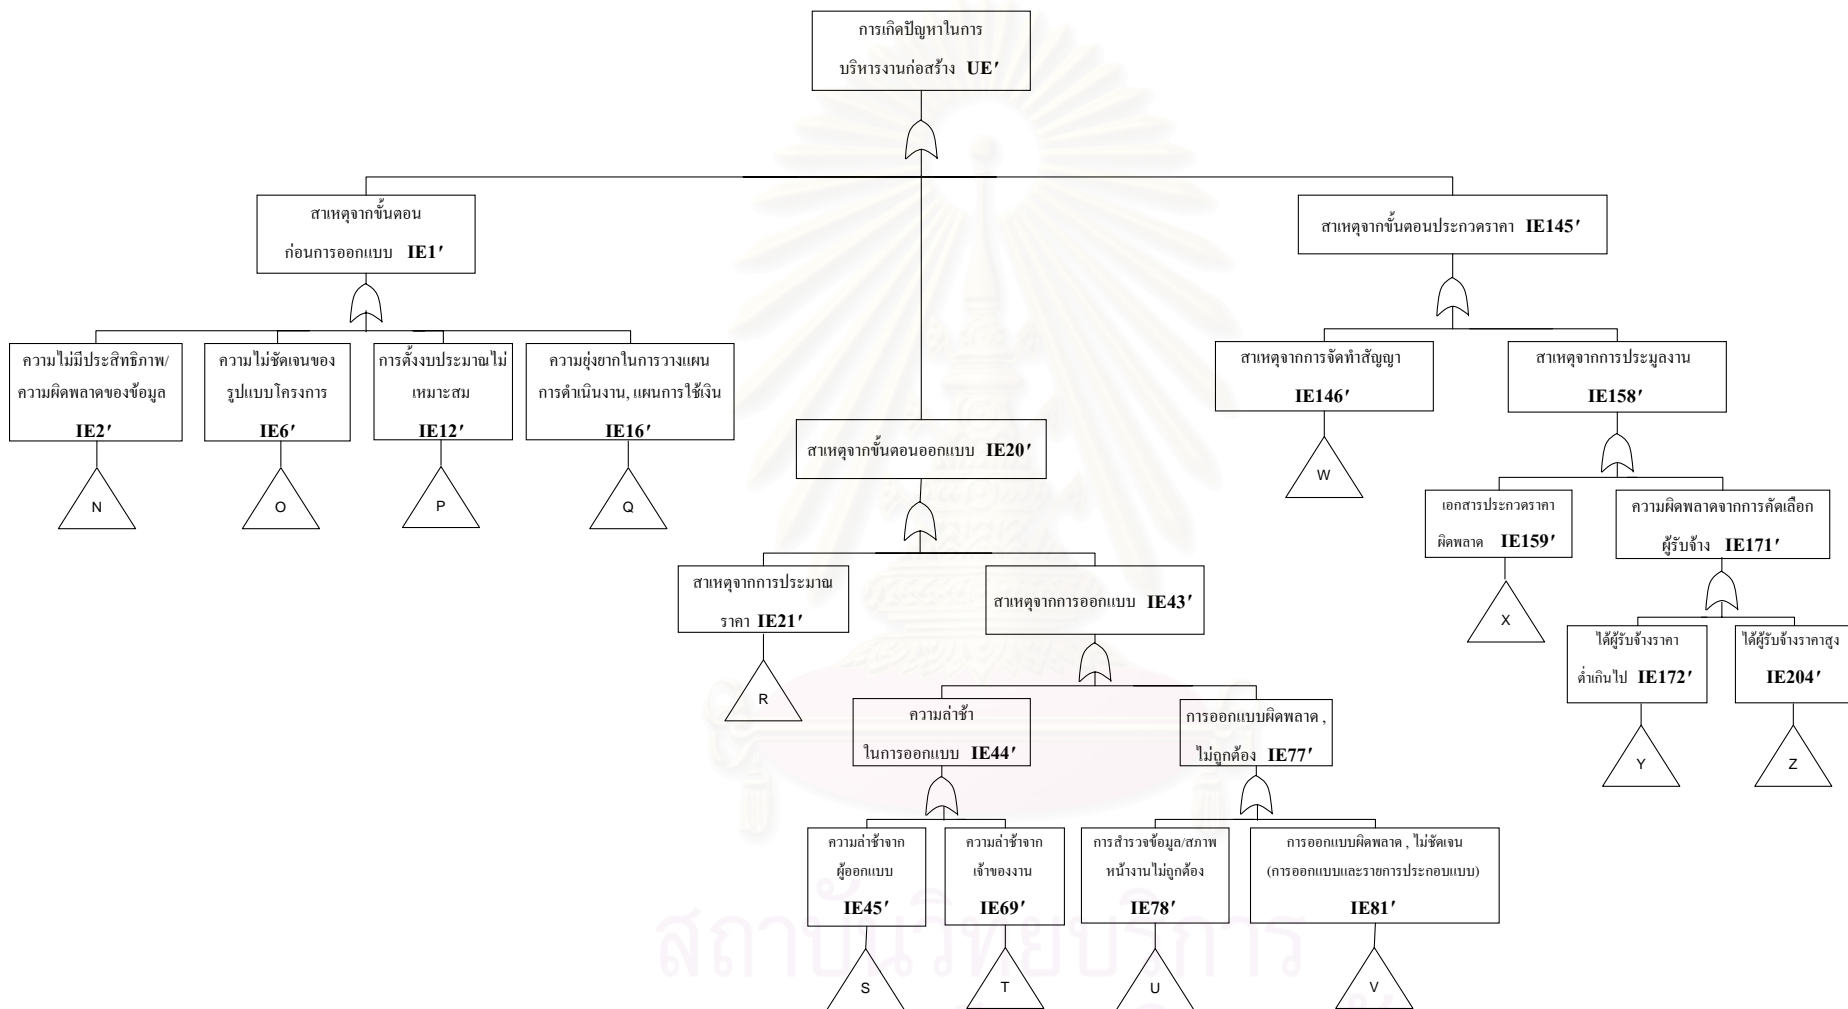 การเกิดปัญหาในการ
บริหารงานก่อสร้าง UE′
สาเหตุจากขั้นตอน
ก่อนการออกแบบ IE1′
สาเหตุจากขั้นตอนประกวดราคา IE145′
ความไม่มีประสิทธิภาพ/
ความผิดพลาดของข้อมูล
IE2′
ความไม่ชัดเจนของ
รูปแบบโครงการ
IE6′
การตั้งงบประมาณไม่
เหมาะสม
IE12′
ความยุ่งยากในการวางแผน
การดำเนินงาน, แผนการใช้เงิน
IE16′
สาเหตุจากการจัดทำสัญญา
IE146′
สาเหตุจากการประมูลงาน
IE158′
สาเหตุจากขั้นตอนออกแบบ IE20′
N
O
P
Q
W
เอกสารประกวดราคา
ผิดพลาด IE159′
ความผิดพลาดจากการคัดเลือก
ผู้รับจ้าง IE171′
สาเหตุจากการประมาณ
ราคา IE21′
สาเหตุจากการออกแบบ IE43′
X
ได้ผู้รับจ้างราคา
ต่ำเกินไป IE172′
ได้ผู้รับจ้างราคาสูง
IE204′
R
ความล่าช้า
ในการออกแบบ IE44′
การออกแบบผิดพลาด ,
ไม่ถูกต้อง IE77′
Y
Z
ความล่าช้าจาก
ผู้ออกแบบ
IE45′
ความล่าช้าจาก
เจ้าของงาน
IE69′
การสำรวจข้อมูล/สภาพ
หน้างานไม่ถูกต้อง
IE78′
การออกแบบผิดพลาด , ไม่ชัดเจน
(การออกแบบและรายการประกอบแบบ)
IE81′
สถาบันวิทยบริการ
S
T
U
V